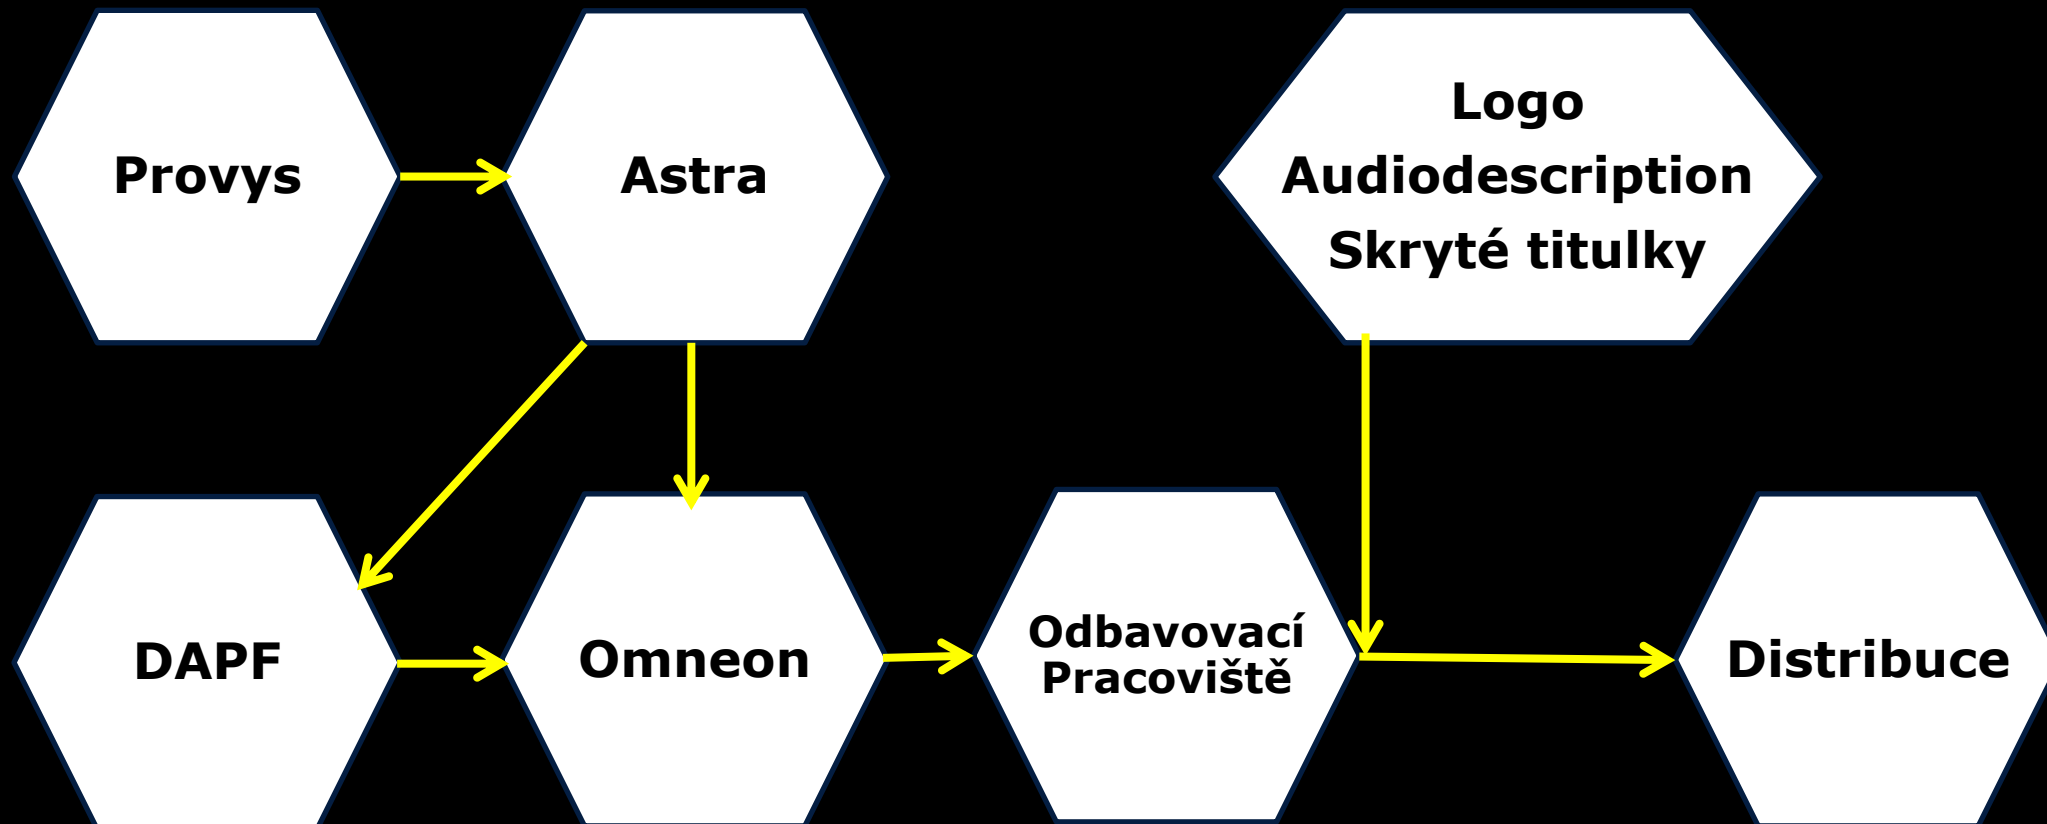 Provys
Astra
Logo
Audiodescription
Skryté titulky
DAPF
Omneon
Odbavovací
Pracoviště
Distribuce